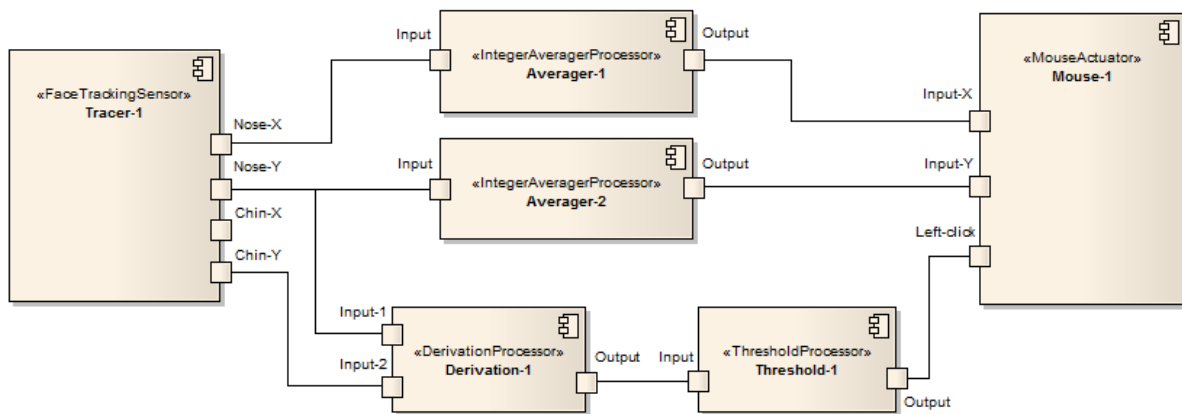 «FaceTrackingSensor»
Tracer-1
Nose-X
Nose-Y
Chin-X
Chin-Y
Input
«IntegerAveragerProcessor»
Averager-1
Output
Input
«IntegerAveragerProcessor»
Averager-2
Output
Input-1
Input-2
«DerivationProcessor»
Derivation-1
Output
Input
«ThresholdProcessor»
Threshold-1
Output
«MouseActuator»
Mouse-1
Input-X
Input-Y
Left-click